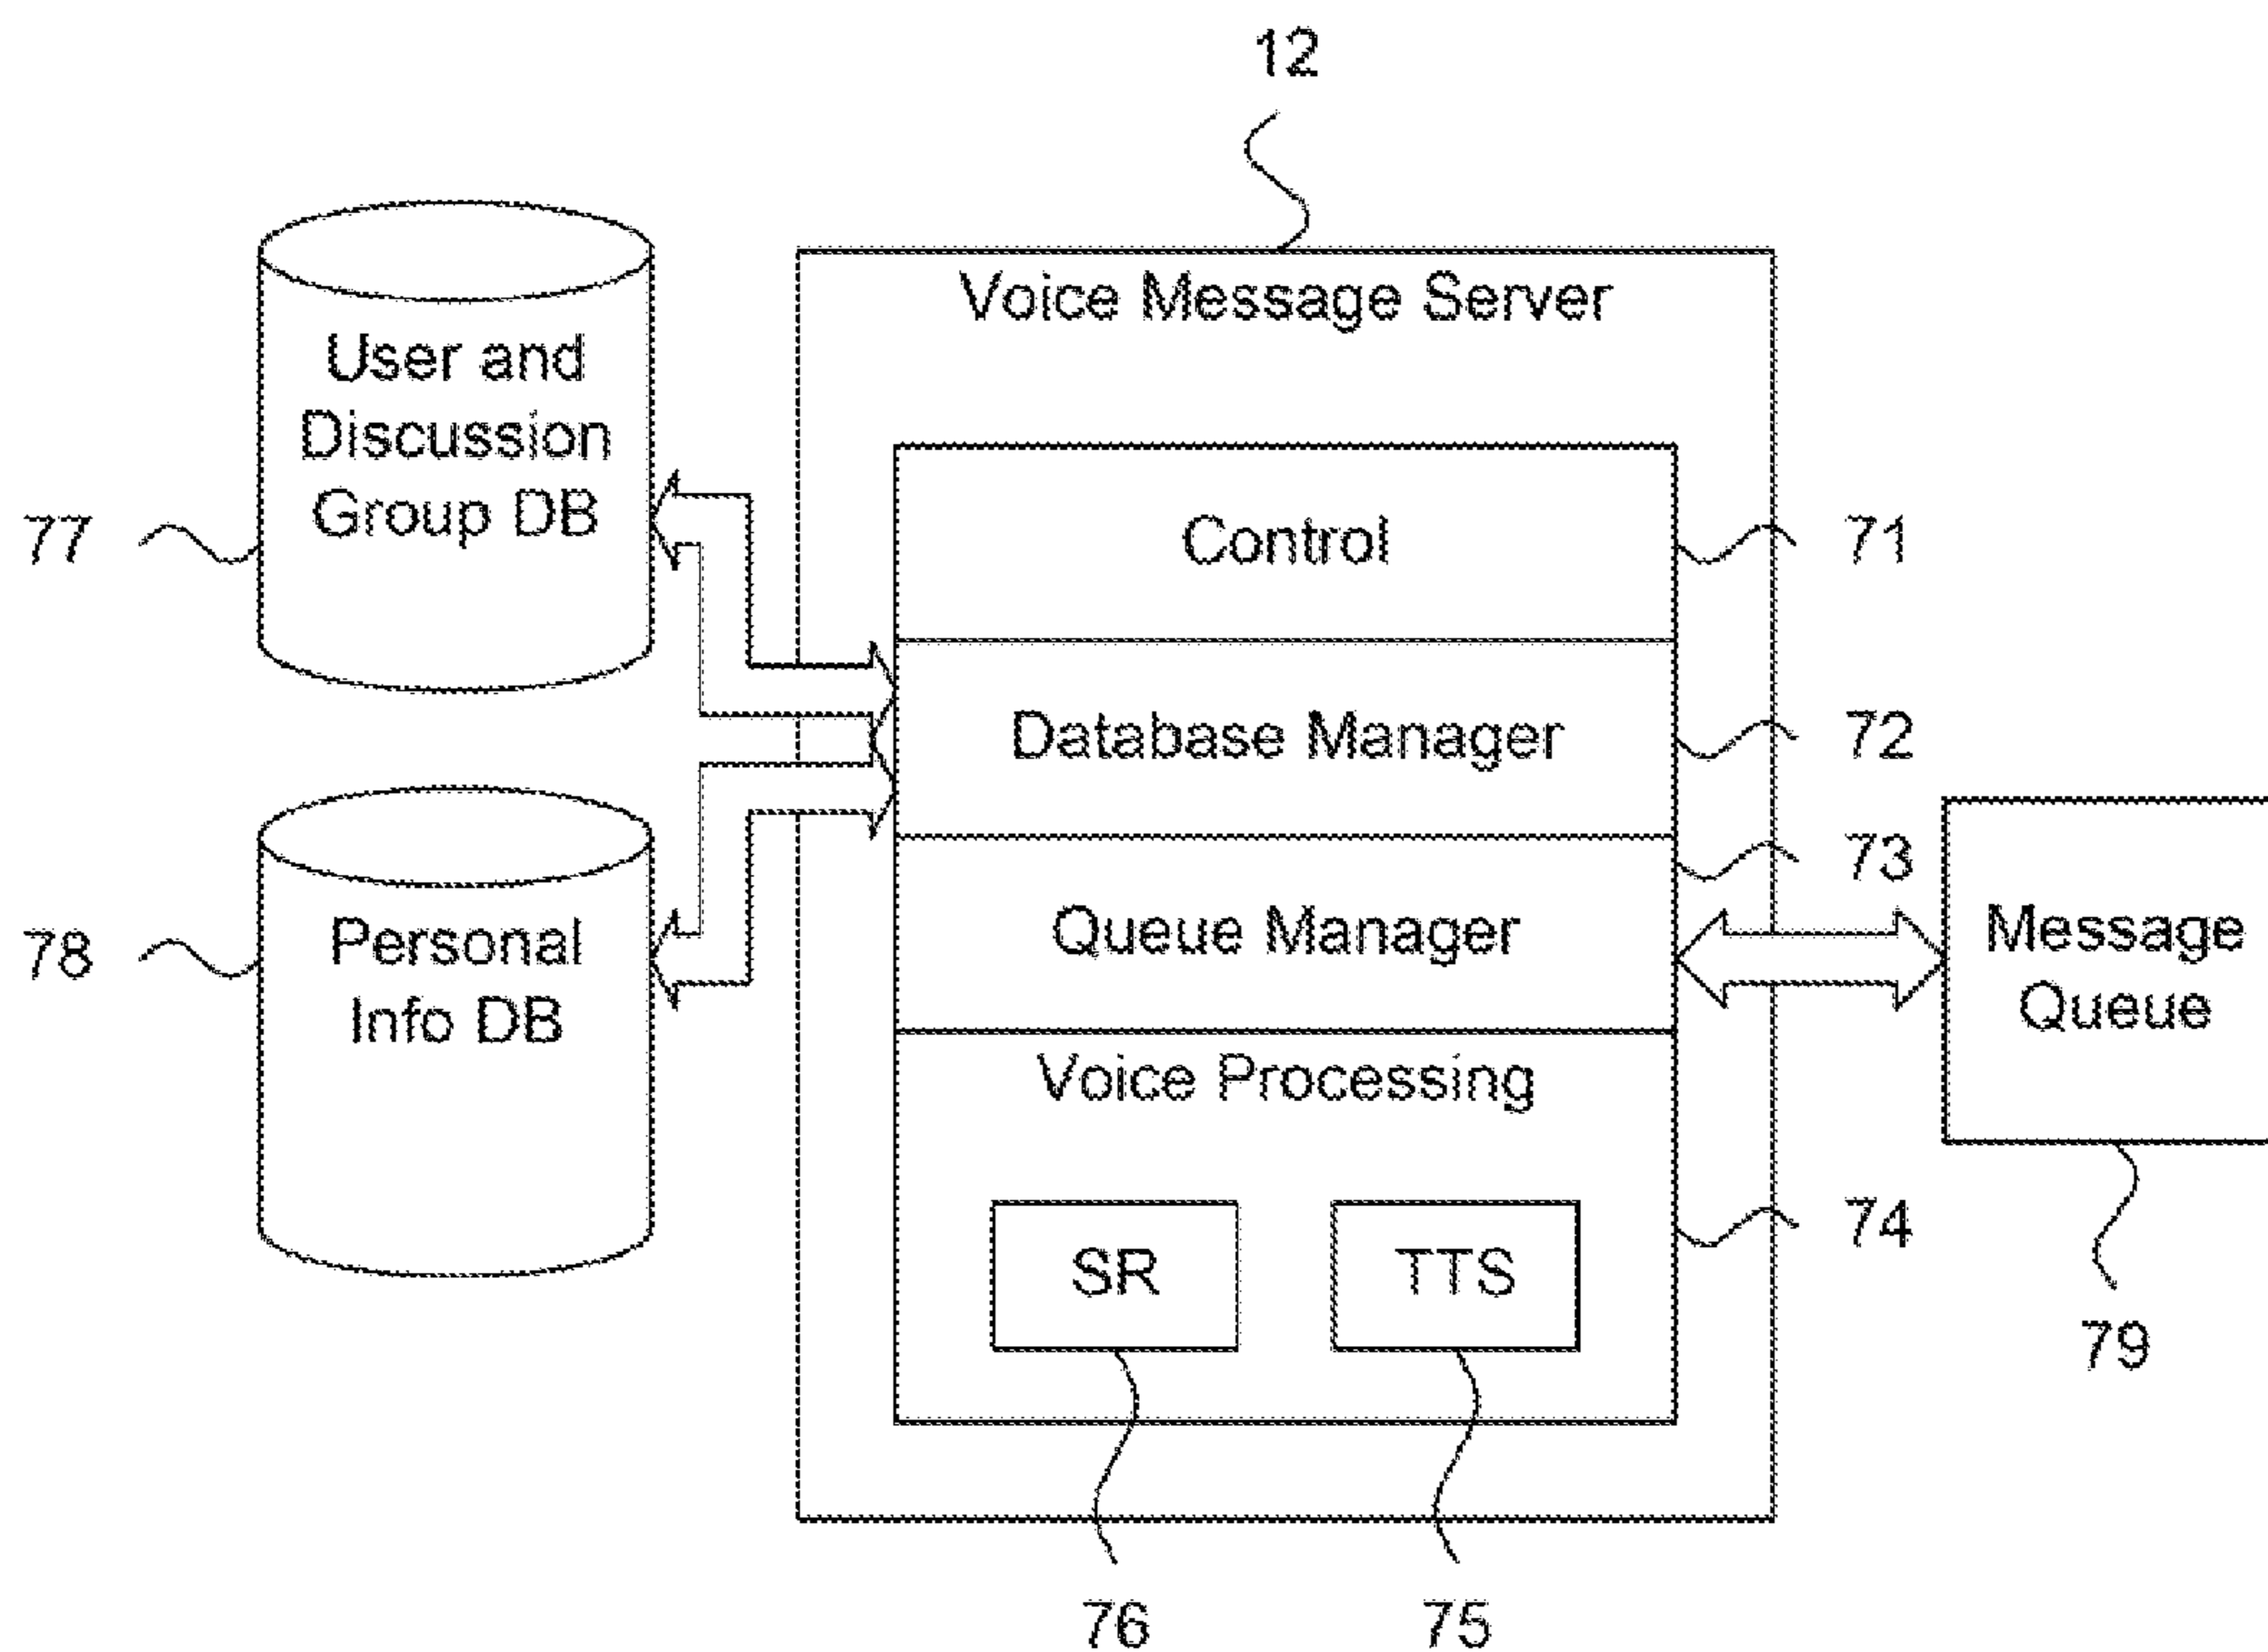 12
Voice Message Server
User and
Discussion
Group DB
77
Control
71
Database Manager
72
73
Queue Manager
Message
Queue
79
Personal
Info DB
78
Voice Processing
74
SR
TTS
76
75